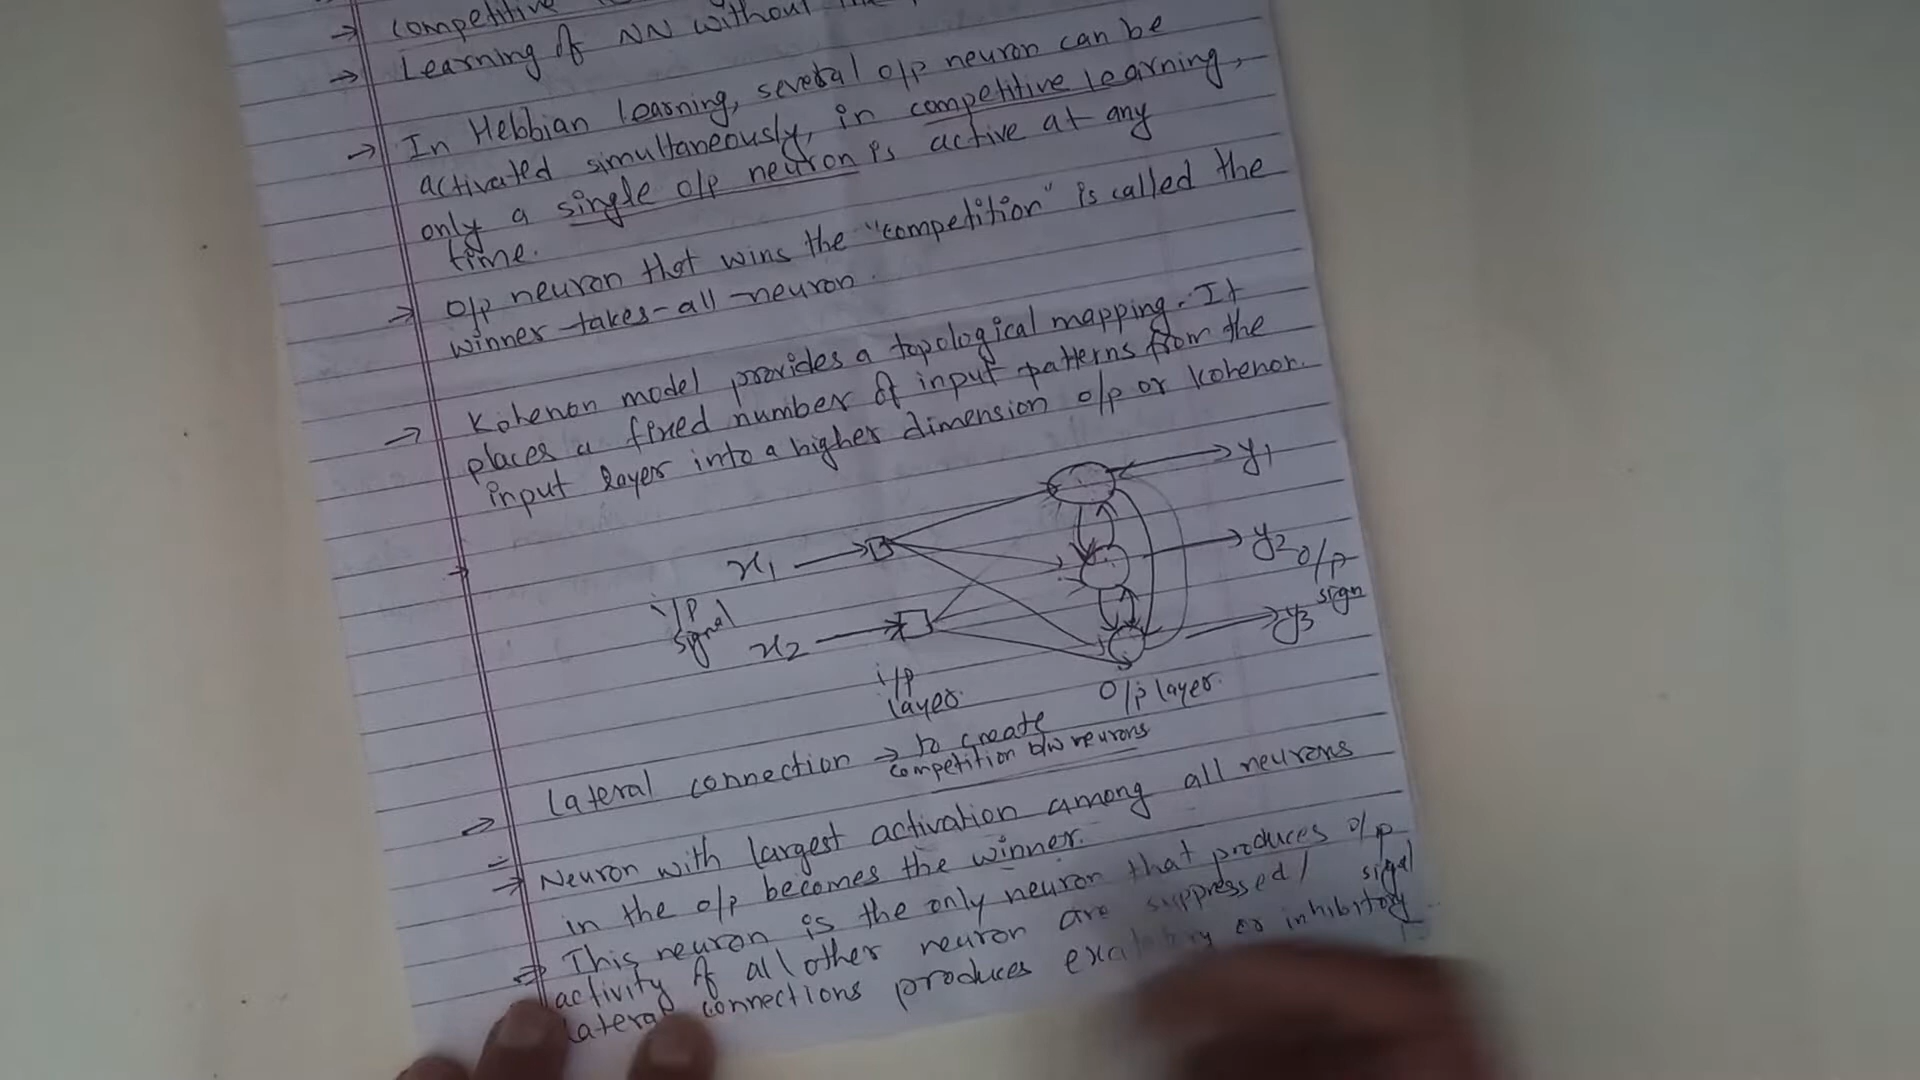 → competitive
→ Learning of NN without
→ In Hebbian learning, several o/p neuron can be
activated simultaneously, in competitive learning,
only a single o/p neuron is active at any
time.
→ O/p neuron that wins the "competition" is called the
winner-takes-all-neuron.
→ Kohenon model provides a topological mapping. It
places a fixed number of input patterns from the
input layer into a higher dimension o/p or Kohenon.
y1
x1
y2
o/p
sign
i/p
signal
x2
y3
i/p
layer.
O/p layer.
Lateral connection → to create
competition b/w neurons
→ Neuron with largest activation among all neurons
in the o/p becomes the winner.
→ This neuron is the only neuron that produces o/p
signal
activity of all other neuron are suppressed/
Lateral connections produces or inhibitory